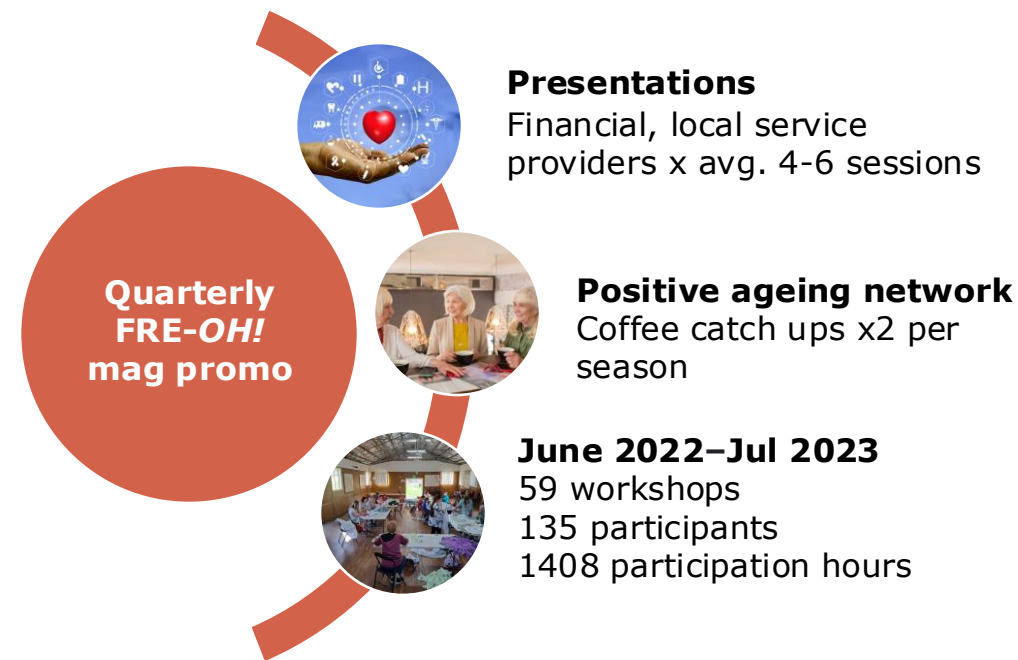 Quarterly
FRE-OH!
mag promo
Presentations
Financial, local service
providers x avg. 4-6 sessions
Positive ageing network
Coffee catch ups x2 per
season
June 2022–Jul 2023
59 workshops
135 participants
1408 participation hours